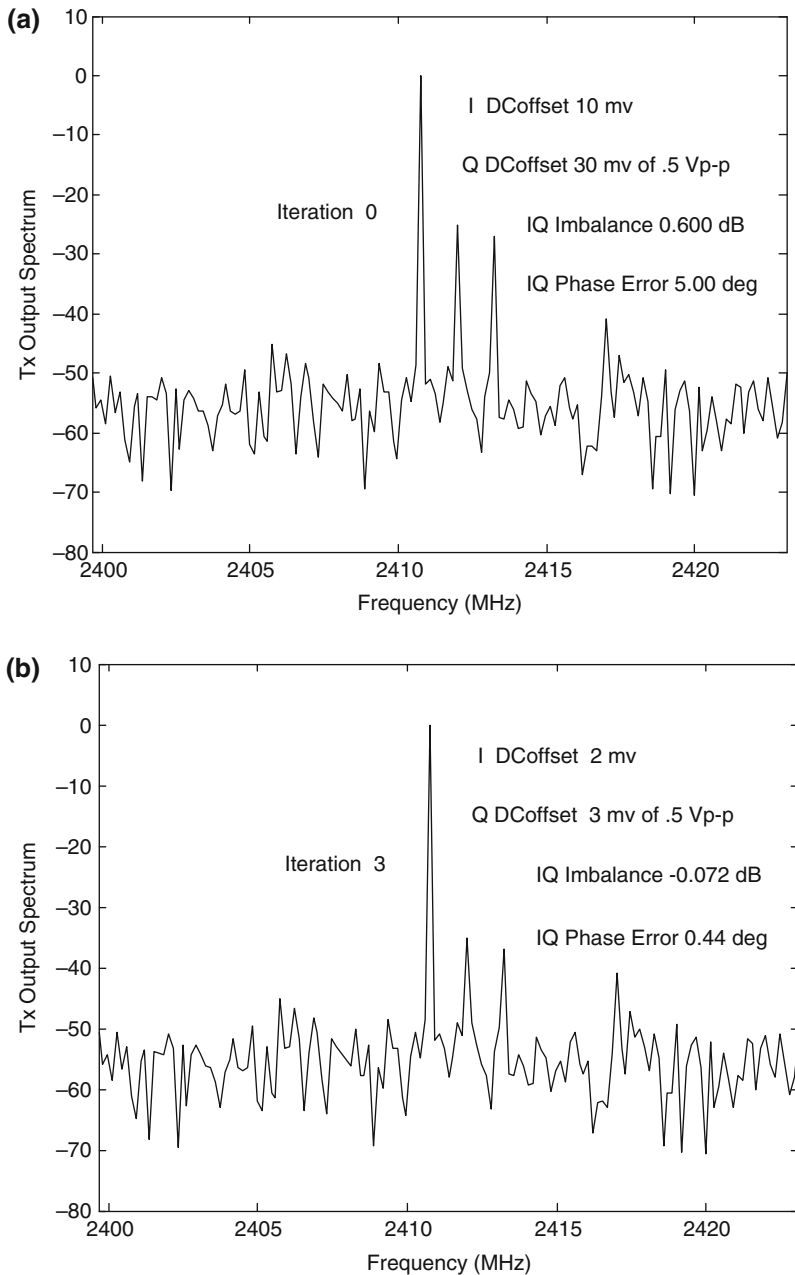 (a)
10
0
–10
–20
–30
–40
–50
–60
–70
–80
Tx Output Spectrum
I DCoffset 10 mv
Q DCoffset 30 mv of .5 Vp-p
Iteration 0
IQ Imbalance 0.600 dB
IQ Phase Error 5.00 deg
2400 2405 2410 2415 2420
Frequency (MHz)
(b)
10
0
–10
–20
–30
–40
–50
–60
–70
–80
Tx Output Spectrum
I DCoffset 2 mv
Q DCoffset 3 mv of .5 Vp-p
Iteration 3
IQ Imbalance -0.072 dB
IQ Phase Error 0.44 deg
2400 2405 2410 2415 2420
Frequency (MHz)